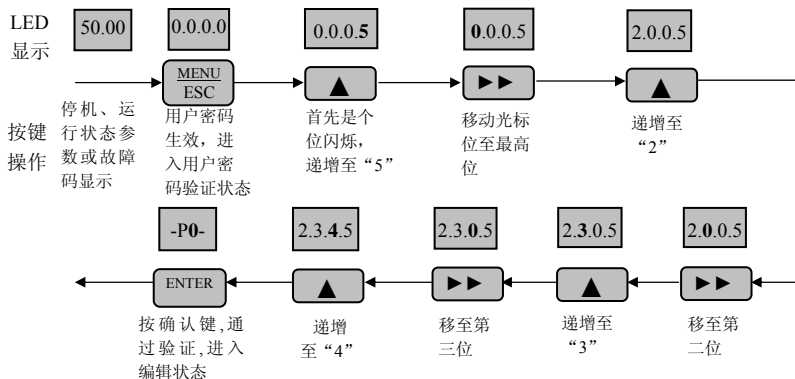 LED
显示
50.00
0.0.0.0
0.0.0.5
0.0.0.5
2.0.0.5
MENU
ESC
▲
►►
▲
按键
操作
停机、运
行状态参
数或故障
码显示
用户密码
生效，进
入用户密
码验证状态
首先是个
位闪烁，
递增至“5”
移动光标
位至最高
位
递增至
“2”
-P0-
2.3.4.5
2.3.0.5
2.3.0.5
2.0.0.5
ENTER
▲
►►
▲
►►
按确认键,通
过验证,进入
编辑状态
递增
至“4”
移至第
三位
递增至
“3”
移至第
二位